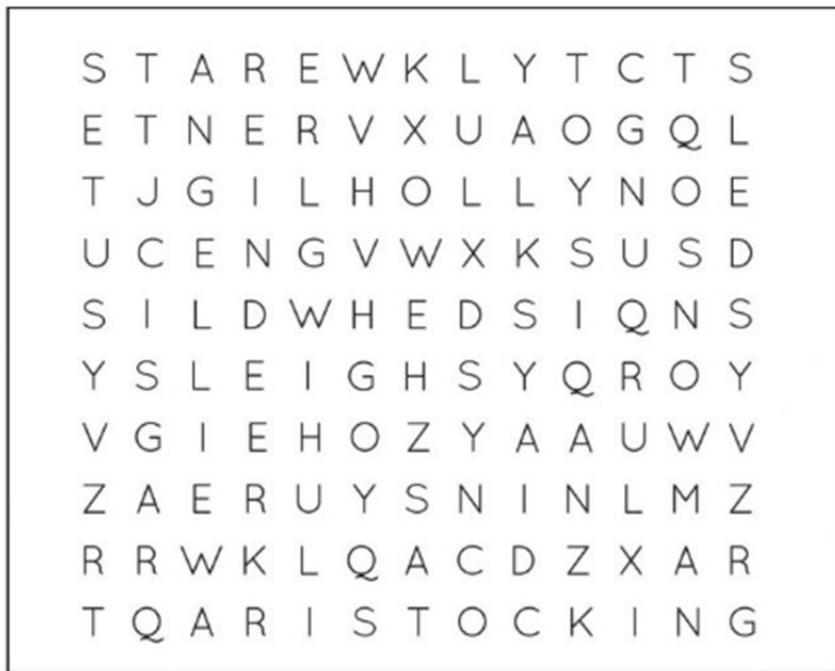 S T A R E W K L Y T C T S
E T N E R V X U A O G Q L
T J G I L H O L L Y N O E
U C E N G V W X K S U S D
S I L D W H E D S I Q N S
Y S L E I G H S Y Q R O Y
V G I E H O Z Y A A U W V
Z A E R U Y S N I N L M Z
R R W K L Q A C D Z X A R
T Q A R I S T O C K I N G